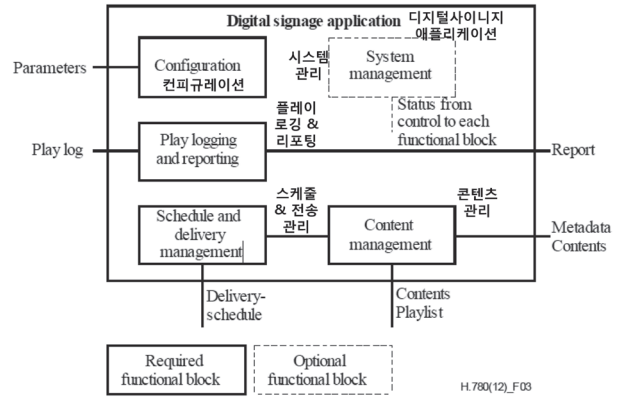 Digital signage application
디지털사이니지
애플리케이션
Parameters
Configuration
컨피규레이션
시스템
관리
System
management
Status from
control to each
functional block
Play log
Play logging
and reporting
플레이
로깅 &
리포팅
Report
Schedule and
delivery
management
스케줄
& 전송
관리
Content
management
콘텐츠
관리
Metadata
Contents
Delivery-
schedule
Contents
Playlist
Required
functional block
Optional
functional block
H.780(12)_F03